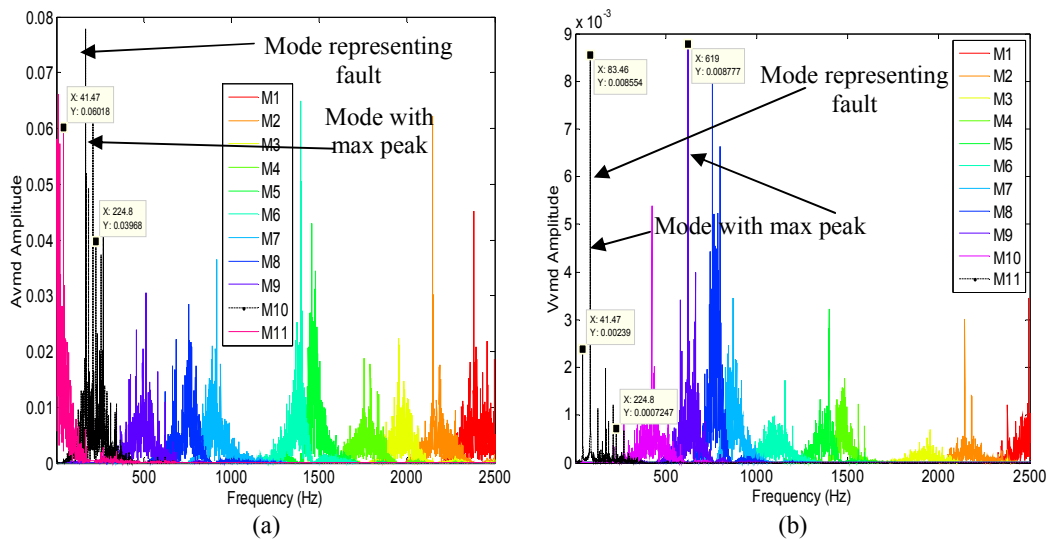 0.08
0.07
0.06
0.05
0.04
0.03
0.02
0.01
0
Avmd Amplitude
0
500
1000
1500
2000
2500
Frequency (Hz)
Mode representing
fault
Mode with
max peak
X: 41.47
Y: 0.06018
X: 224.8
Y: 0.03968
M1
M2
M3
M4
M5
M6
M7
M8
M9
M10
M11
(a)
x 10
-3
9
8
7
6
5
4
3
2
1
0
Vvmd Amplitude
500
1000
1500
2000
2500
Frequency (Hz)
X: 83.46
Y: 0.008554
X: 619
Y: 0.008777
Mode representing
fault
Mode with max peak
X: 41.47
Y: 0.00239
X: 224.8
Y: 0.0007247
M1
M2
M3
M4
M5
M6
M7
M8
M9
M10
M11
(b)